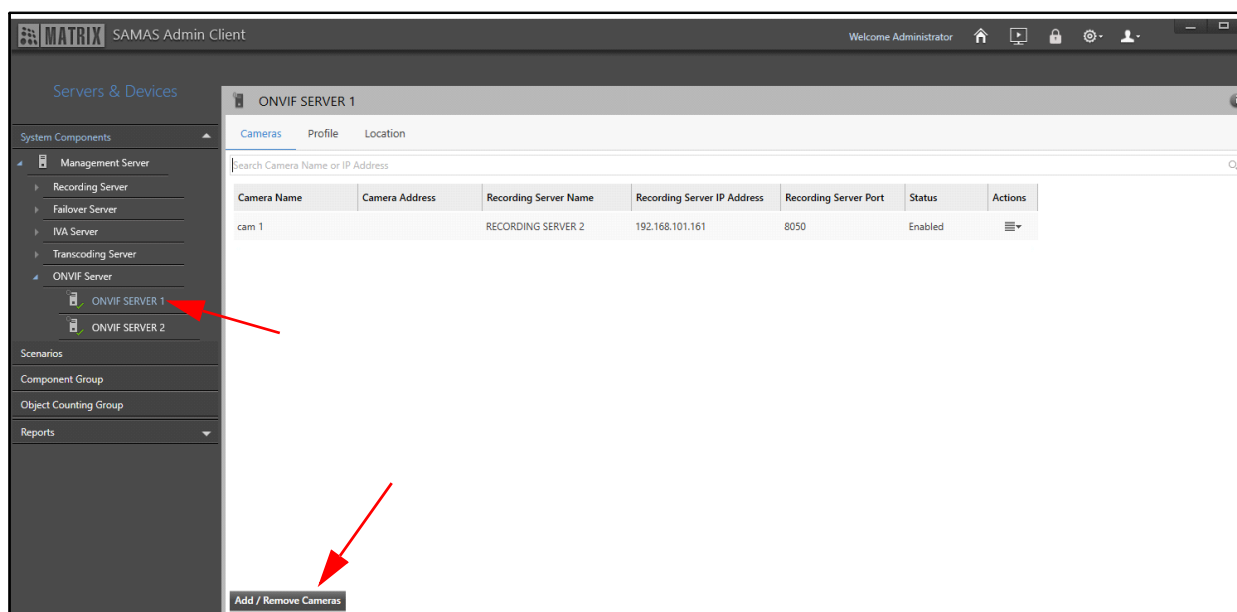 MATRIX SAMAS Admin Client
Welcome Administrator
Servers & Devices
System Components
Management Server
Recording Server
Failover Server
IVA Server
Transcoding Server
ONVIF Server
ONVIF SERVER 1
ONVIF SERVER 2
Scenarios
Component Group
Object Counting Group
Reports
ONVIF SERVER 1
Cameras Profile Location
Search Camera Name or IP Address
Camera Name Camera Address Recording Server Name Recording Server IP Address Recording Server Port Status Actions
cam 1 RECORDING SERVER 2 192.168.101.161 8050 Enabled
Add / Remove Cameras